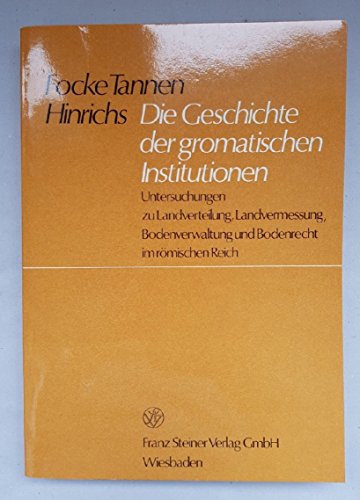 Focke Tannen
Hinrichs Die Geschichte
der gromatischen
Institutionen
Untersuchungen
zu Landverteilung, Landvermessung,
Bodenverwaltung und Bodenrecht
im römischen Reich
Franz Steiner Verlag GmbH
Wiesbaden